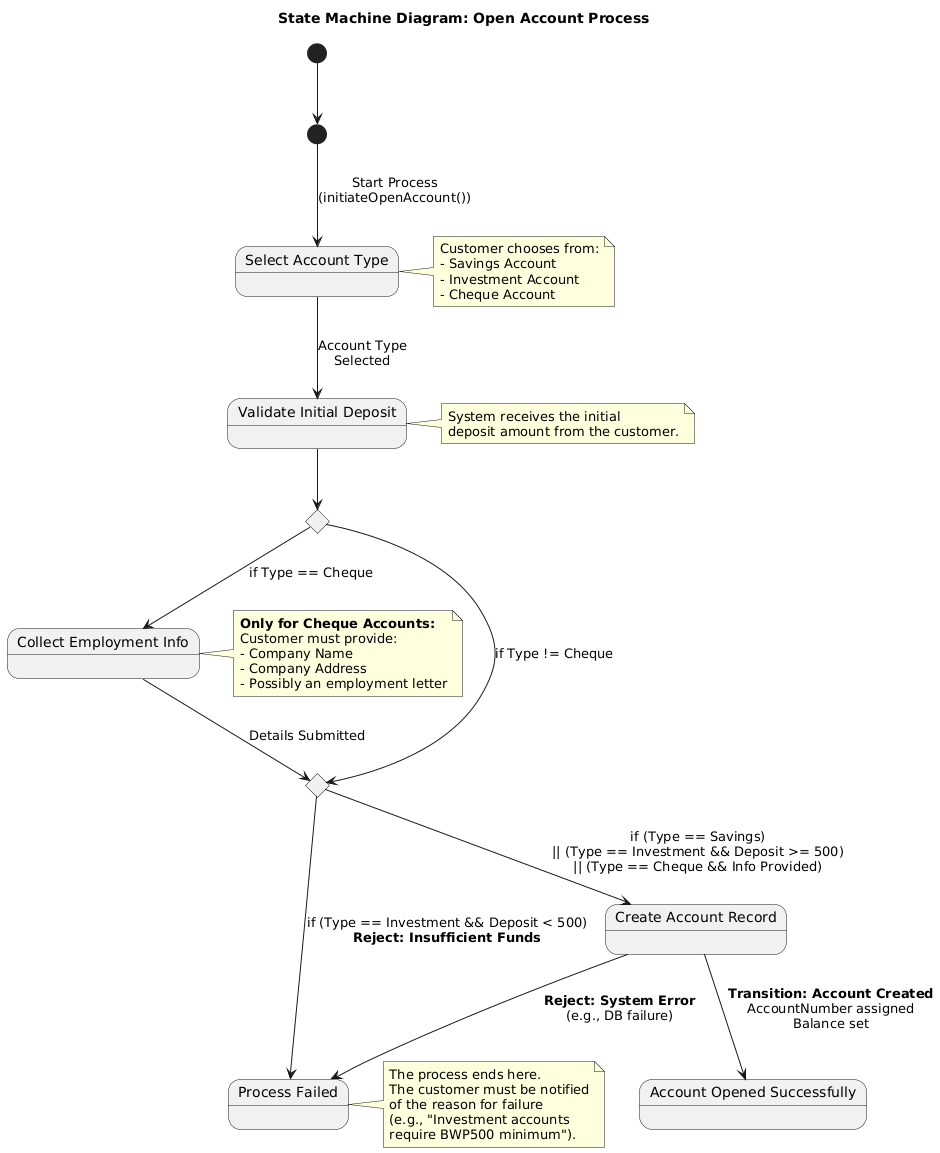 State Machine Diagram: Open Account Process
Start Process
(initiateOpenAccount())
Select Account Type
Customer chooses from:
- Savings Account
- Investment Account
- Cheque Account
Account Type
Selected
Validate Initial Deposit
System receives the initial
deposit amount from the customer.
if Type == Cheque
Collect Employment Info
Only for Cheque Accounts:
Customer must provide:
- Company Name
- Company Address
- Possibly an employment letter
if Type != Cheque
Details Submitted
if (Type == Savings)
|| (Type == Investment && Deposit >= 500)
|| (Type == Cheque && Info Provided)
if (Type == Investment && Deposit < 500)
Reject: Insufficient Funds
Create Account Record
Reject: System Error
(e.g., DB failure)
Transition: Account Created
AccountNumber assigned
Balance set
Process Failed
The process ends here.
The customer must be notified
of the reason for failure
(e.g., "Investment accounts
require BWP500 minimum").
Account Opened Successfully